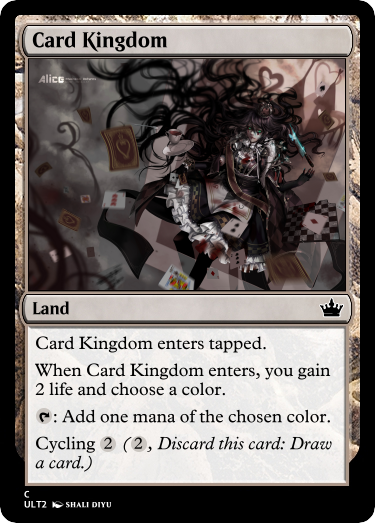 Card Kingdom
Alice
Land
Card Kingdom enters tapped.
When Card Kingdom enters, you gain
2 life and choose a color.
: Add one mana of the chosen color.
Cycling 2 (2, Discard this card: Draw
a card.)
C
ULT2 SHALI DIYU